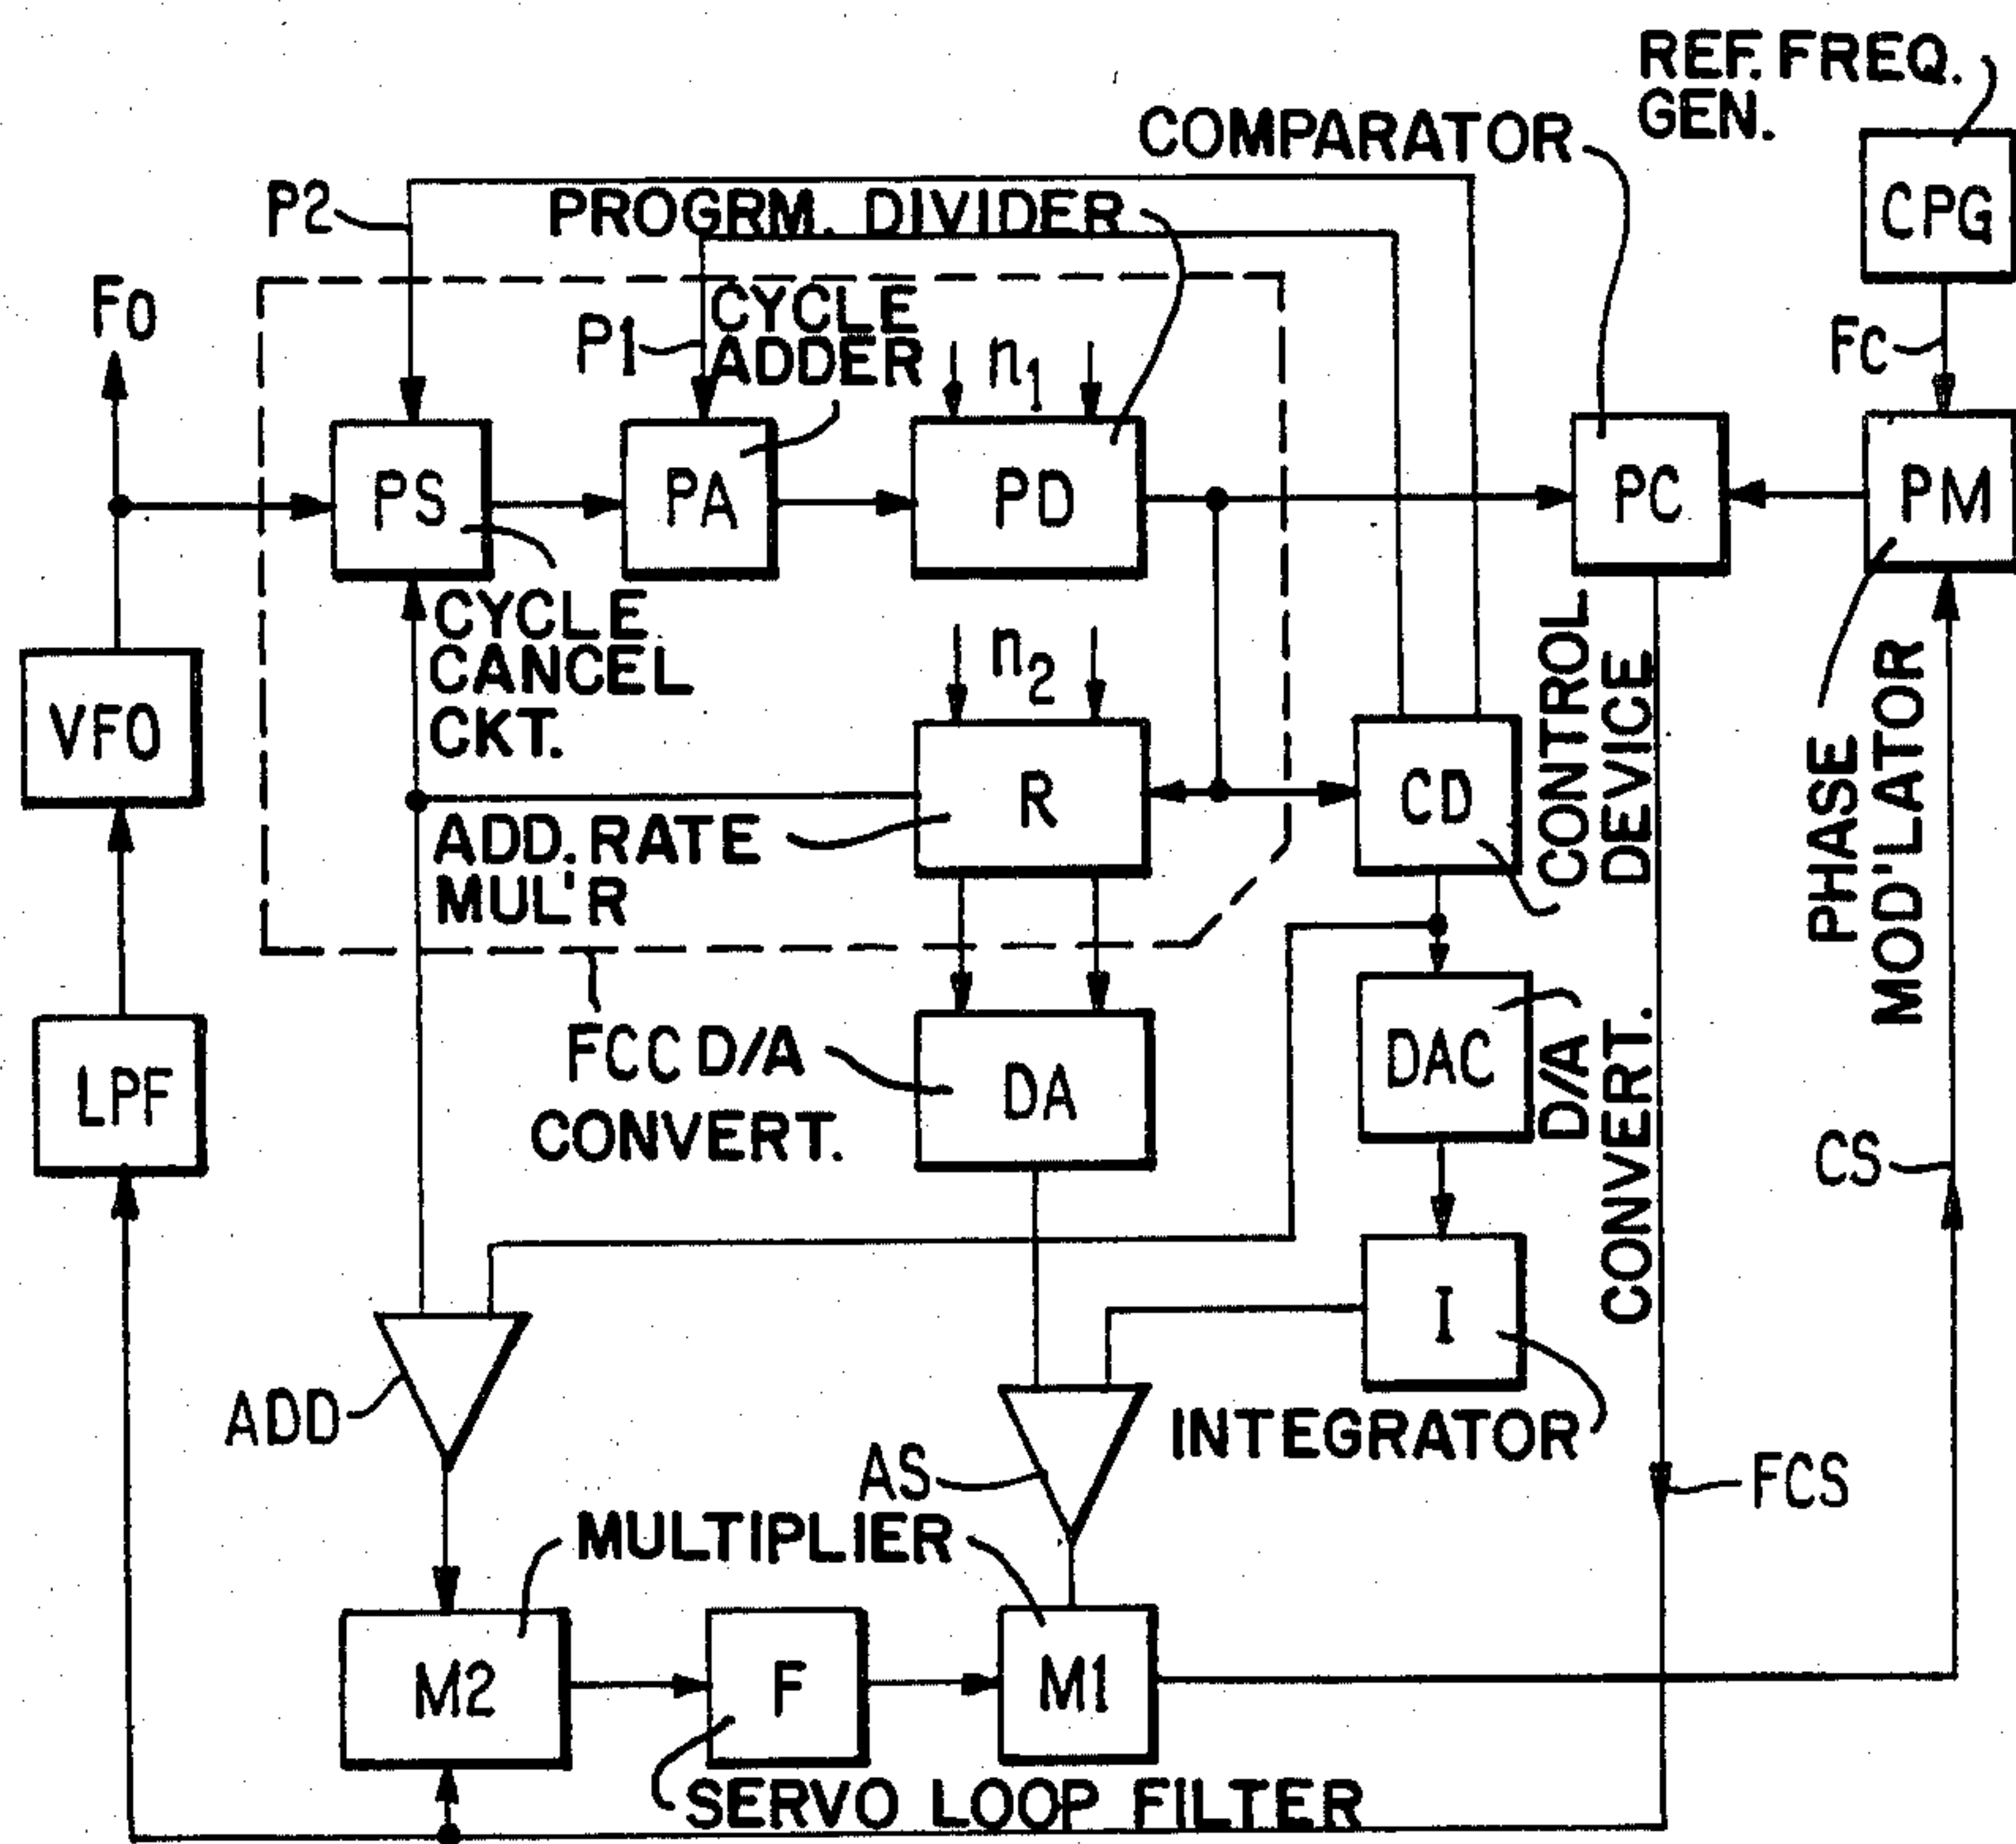 REF. FREQ.
GEN.
COMPARATOR
CPG
P2
PROGRM. DIVIDER
Fo
P1
CYCLE
ADDER
n1
Fc
PS
PA
PD
PC
PM
CYCLE
CANCEL
CKT.
n2
VFO
R
CD
CONTROL
DEVICE
PHASE
MOD'LATOR
ADD. RATE
MUL'R
FCC D/A
CONVERT.
LPF
DA
DAC
D/A
CONVERT.
CS
I
ADD
INTEGRATOR
AS
FCS
MULTIPLIER
M2
F
M1
SERVO LOOP FILTER